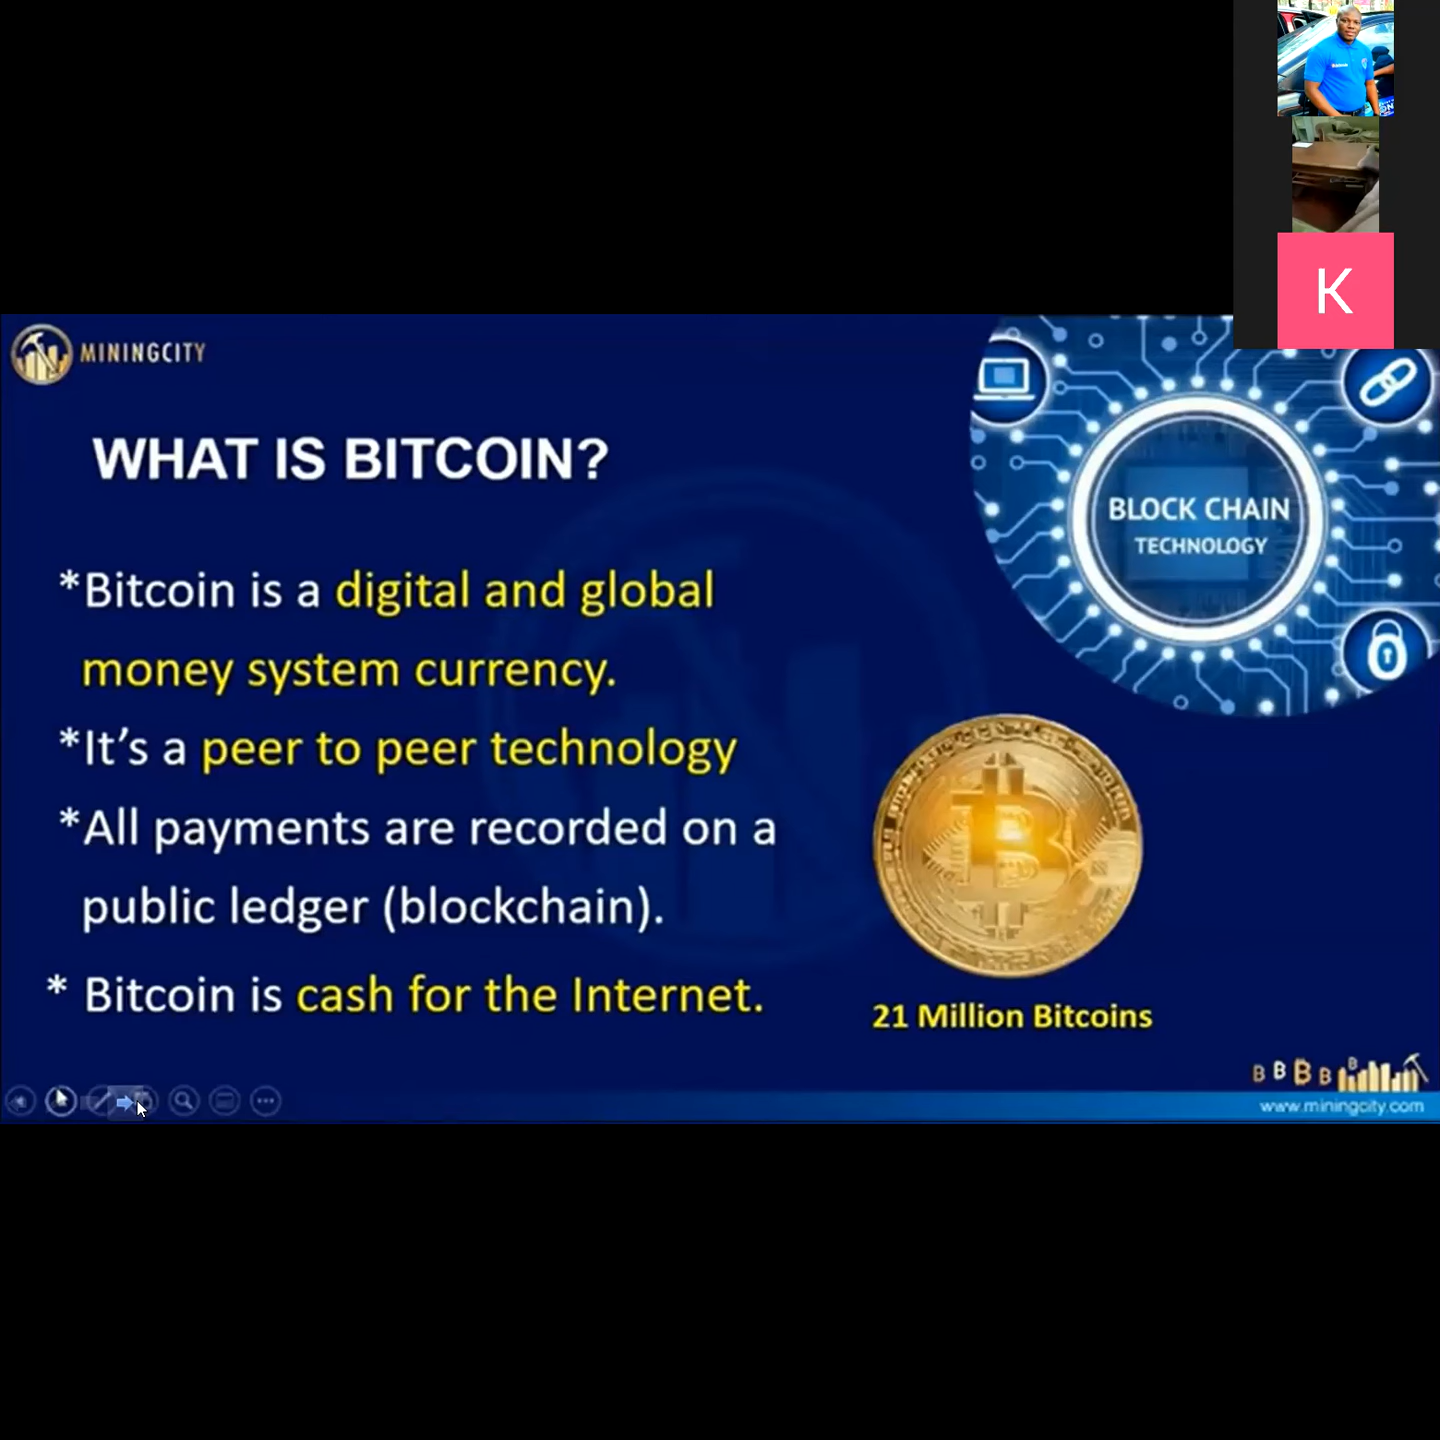 K
MININGCITY
WHAT IS BITCOIN?
BLOCK CHAIN
TECHNOLOGY
*Bitcoin is a digital and global
money system currency.
*It’s a peer to peer technology
*All payments are recorded on a
public ledger (blockchain).
* Bitcoin is cash for the Internet.
21 Million Bitcoins
www.miningcity.com